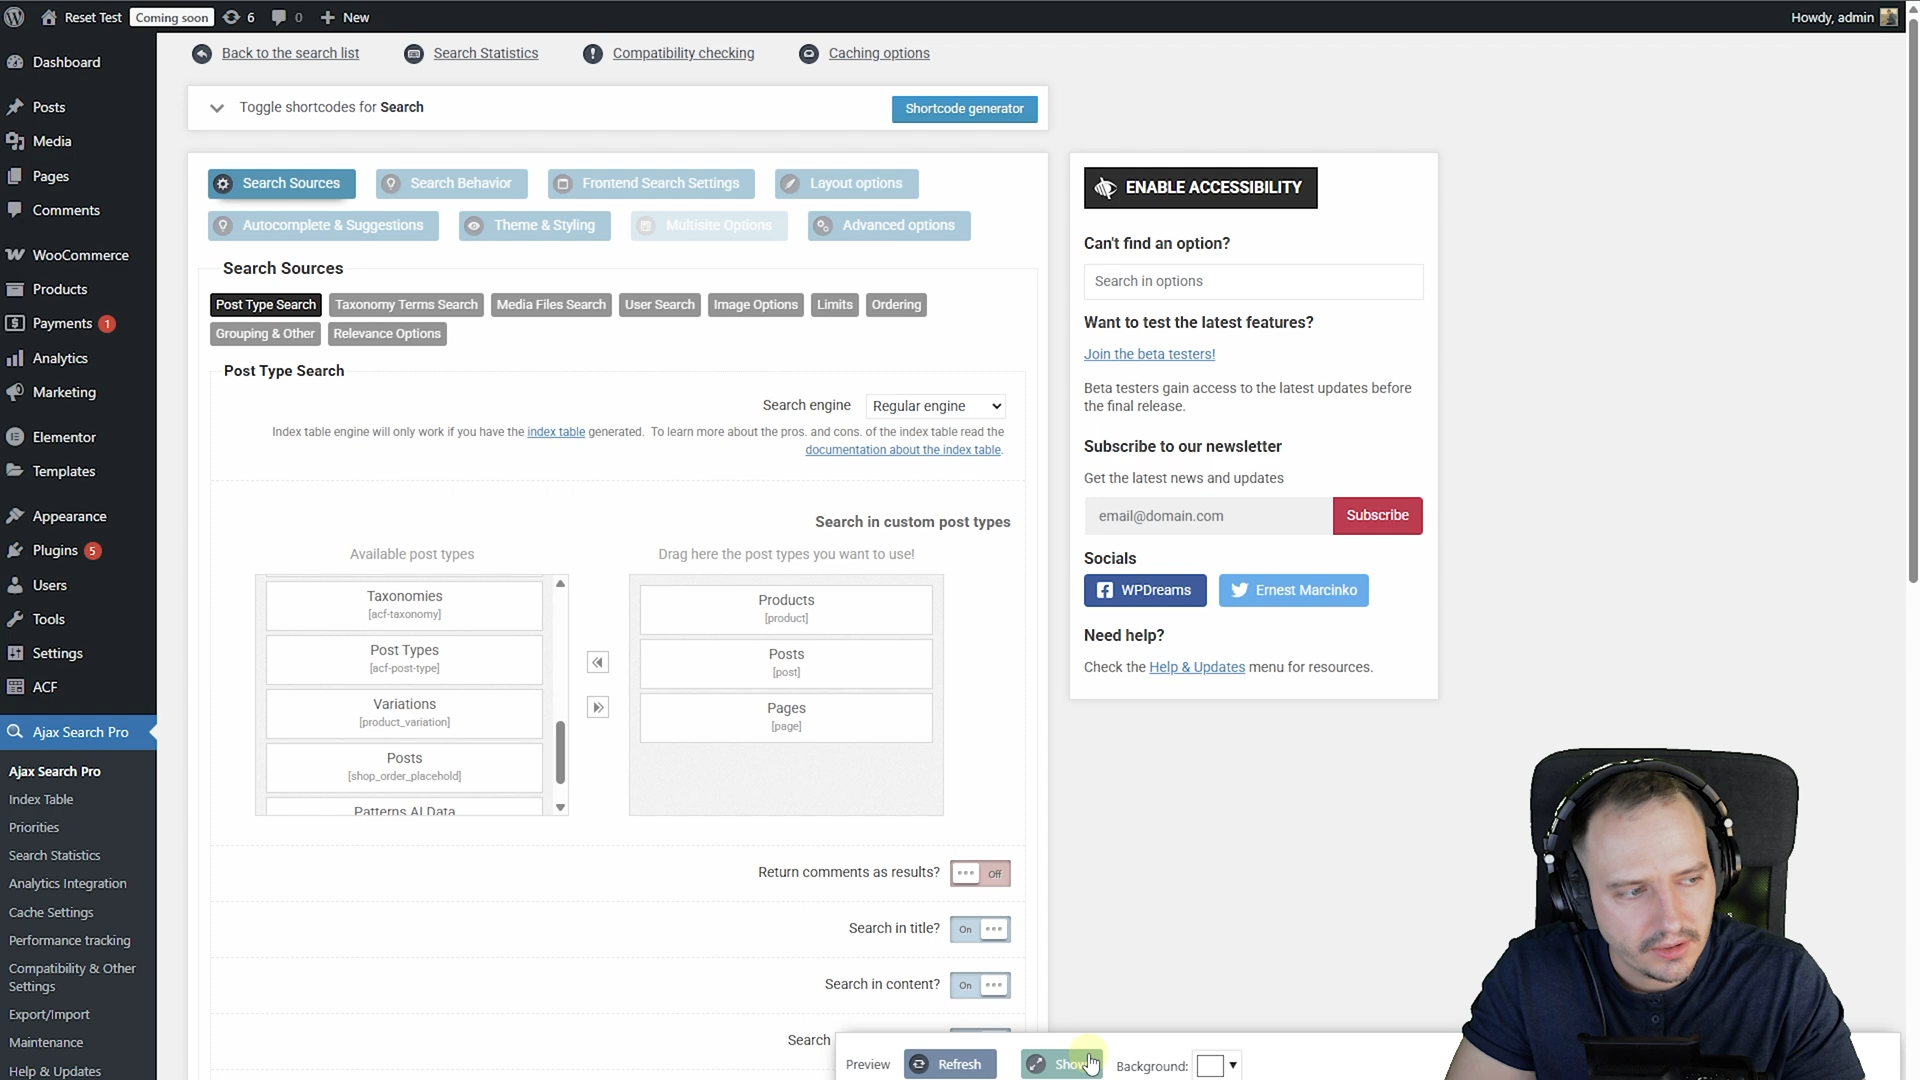 Reset Test
Coming soon
6
0
New
Howdy, admin
Dashboard
Posts
Media
Pages
Comments
WooCommerce
Products
Payments 1
Analytics
Marketing
Elementor
Templates
Appearance
Plugins 5
Users
Tools
Settings
ACF
Ajax Search Pro
Ajax Search Pro
Index Table
Priorities
Search Statistics
Analytics Integration
Cache Settings
Performance tracking
Compatibility & Other
Settings
Export/Import
Maintenance
Help & Updates
Back to the search list
Search Statistics
Compatibility checking
Caching options
Toggle shortcodes for Search
Shortcode generator
Search Sources
Search Behavior
Frontend Search Settings
Layout options
Autocomplete & Suggestions
Theme & Styling
Multisite Options
Advanced options
Search Sources
Post Type Search
Taxonomy Terms Search
Media Files Search
User Search
Image Options
Limits
Ordering
Grouping & Other
Relevance Options
Post Type Search
Search engine
Regular engine
Index table engine will only work if you have the index table generated. To learn more about the pros. and cons. of the index table read the
documentation about the index table.
Search in custom post types
Available post types
Drag here the post types you want to use!
Taxonomies
[acf-taxonomy]
Post Types
[acf-post-type]
Variations
[product_variation]
Posts
[shop_order_placehold]
Patterns AI Data
Products
[product]
Posts
[post]
Pages
[page]
Return comments as results?
Off
Search in title?
On
Search in content?
On
Search
Preview
Refresh
Show
Background:
ENABLE ACCESSIBILITY
Can't find an option?
Search in options
Want to test the latest features?
Join the beta testers!
Beta testers gain access to the latest updates before
the final release.
Subscribe to our newsletter
Get the latest news and updates
email@domain.com
Subscribe
Socials
WPDreams
Ernest Marcinko
Need help?
Check the Help & Updates menu for resources.